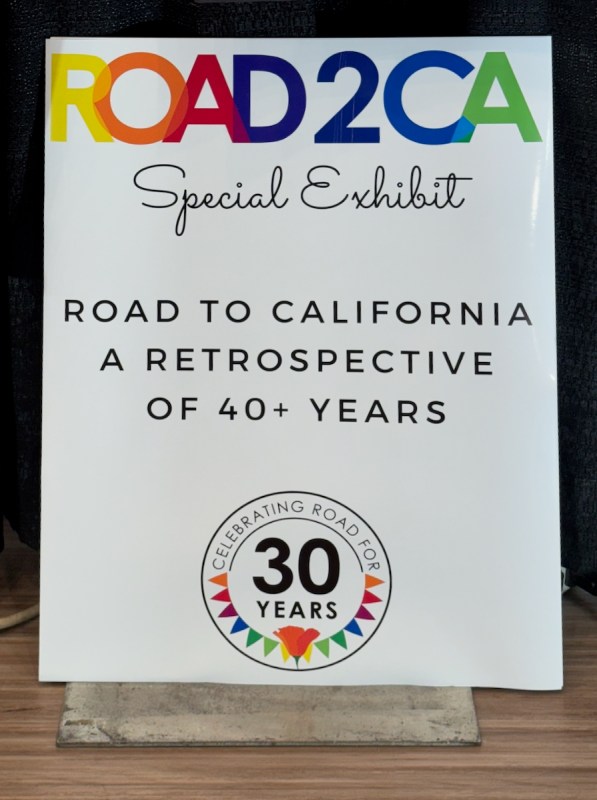 ROAD2CA
Special Exhibit
ROAD TO CALIFORNIA
A RETROSPECTIVE
OF 40+ YEARS
CELEBRATING ROAD FOR
30
YEARS